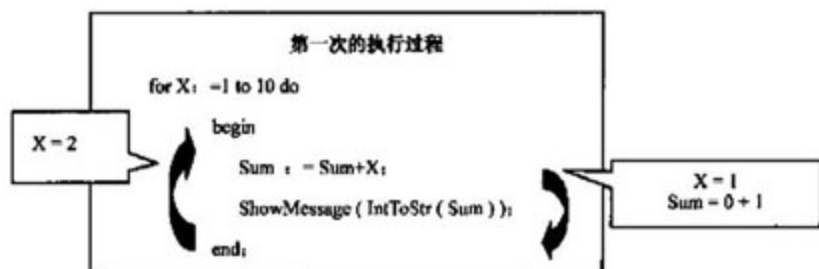 第一次的执行过程
for X：=1 to 10 do
begin
X = 2
Sum ：= Sum+X；
X = 1
Sum = 0 + 1
ShowMessage ( IntToStr ( Sum ) )；
end；